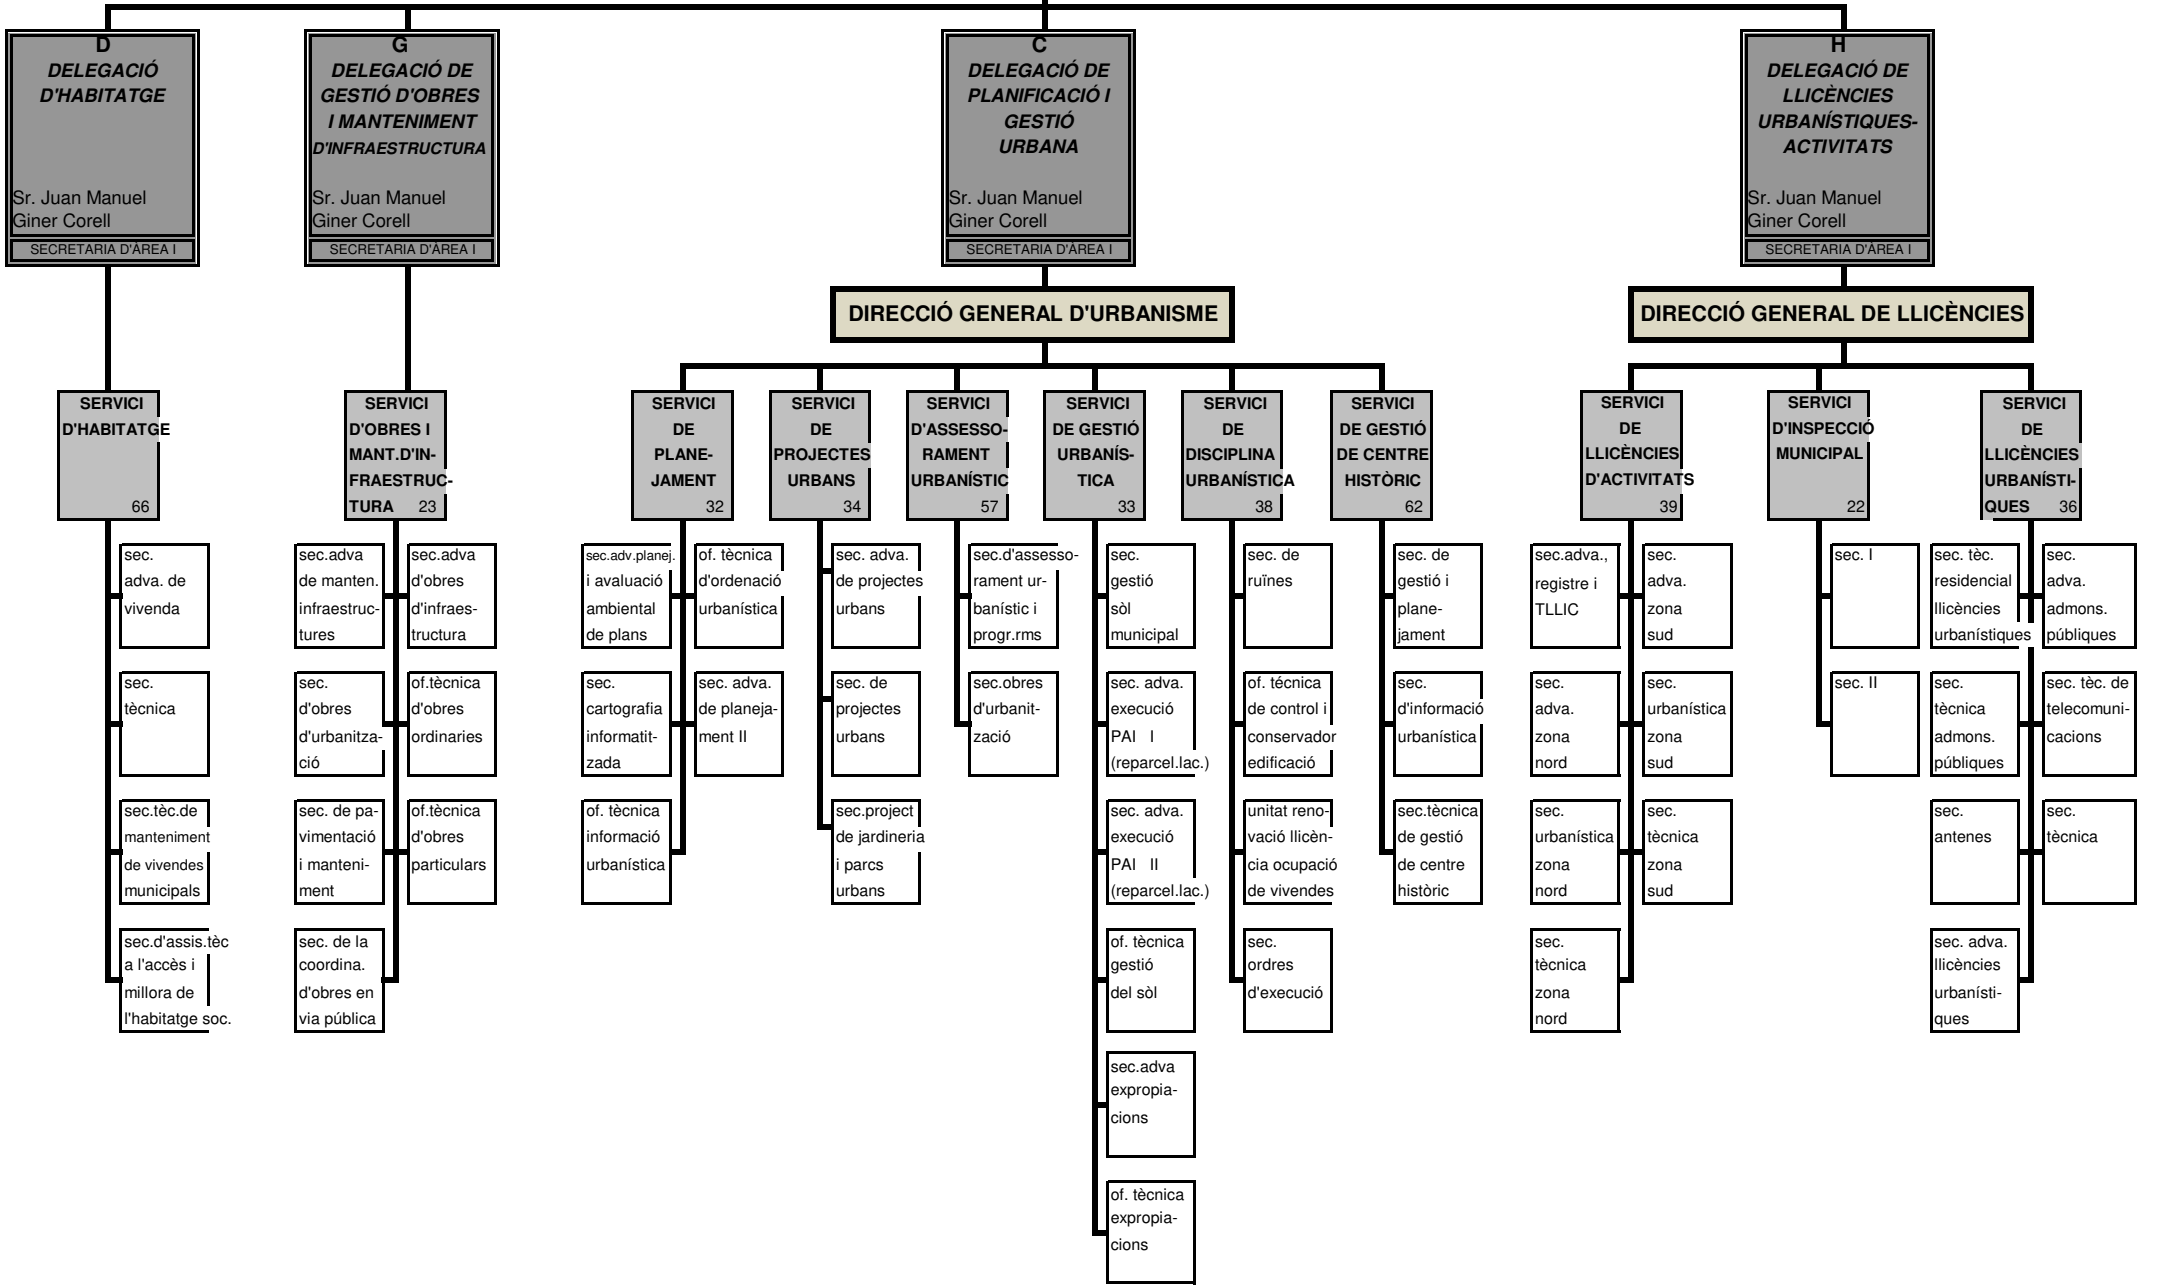 D
DELEGACIÓ
D'HABITATGE
Sr. Juan Manuel
Giner Corell
SECRETARIA D'ÀREA I
G
DELEGACIÓ DE
GESTIÓ D'OBRES
I MANTENIMENT
D'INFRAESTRUCTURA
Sr. Juan Manuel
Giner Corell
SECRETARIA D'ÀREA I
C
DELEGACIÓ DE
PLANIFICACIÓ I
GESTIÓ
URBANA
Sr. Juan Manuel
Giner Corell
SECRETARIA D'ÀREA I
H
DELEGACIÓ DE
LLICÈNCIES
URBANÍSTIQUES-
ACTIVITATS
Sr. Juan Manuel
Giner Corell
SECRETARIA D'ÀREA I
DIRECCIÓ GENERAL D'URBANISME
DIRECCIÓ GENERAL DE LLICÈNCIES
SERVICI
D'HABITATGE
66
SERVICI
D'OBRES I
MANT.D'IN-
FRAESTRUC-
TURA 23
SERVICI
DE
PLANE-
JAMENT
32
SERVICI
DE
PROJECTES
URBANS
34
SERVICI
D'ASSESSO-
RAMENT
URBANÍSTIC
57
SERVICI
DE GESTIÓ
URBANÍS-
TICA
33
SERVICI
DE
DISCIPLINA
URBANÍSTICA
38
SERVICI
DE GESTIÓ
DE CENTRE
HISTÒRIC
62
SERVICI
DE
LLICÈNCIES
D'ACTIVITATS
39
SERVICI
D'INSPECCIÓ
MUNICIPAL
22
SERVICI
DE
LLICÈNCIES
URBANÍSTI-
QUES 36
sec.
adva. de
vivenda
sec.
tècnica
sec.tèc.de
manteniment
de vivendes
municipals
sec.d'assis.tèc
a l'accès i
millora de
l'habitatge soc.
sec.adva
de manten.
infraestruc-
tures
sec.adva
d'obres
d'infraes-
tructura
sec.
d'obres
d'urbanitza-
ció
of.tècnica
d'obres
ordinaries
sec. de pa-
vimentació
i manteni-
ment
of.tècnica
d'obres
particulars
sec. de la
coordina.
d'obres en
via pública
sec.adv.planej.
i avaluació
ambiental
de plans
of. tècnica
d'ordenació
urbanística
sec.
cartografia
informatit-
zada
sec. adva.
de planeja-
ment II
of. tècnica
informació
urbanística
sec. adva.
de projectes
urbans
sec. de
projectes
urbans
sec.project
de jardineria
i parcs
urbans
sec.d'assesso-
rament ur-
banístic i
progr.rms
sec.obres
d'urbanit-
zació
sec.
gestió
sòl
municipal
sec. adva.
execució
PAI I
(reparcel.lac.)
sec. adva.
execució
PAI II
(reparcel.lac.)
of. tècnica
gestió
del sòl
sec.adva
expropia-
cions
of. tècnica
expropia-
cions
sec. de
ruïnes
of. técnica
de control i
conservador
edificació
unitat reno-
vació llicèn-
cia ocupació
de vivendes
sec.
ordres
d'execució
sec. de
gestió i
plane-
jament
sec.
d'informació
urbanística
sec.tècnica
de gestió
de centre
històric
sec.adva.,
registre i
TLLIC
sec.
adva.
zona
sud
sec.
adva.
zona
nord
sec.
urbanística
zona
sud
sec.
urbanística
zona
nord
sec.
tècnica
zona
sud
sec.
tècnica
zona
nord
sec. I
sec. II
sec. tèc.
residencial
llicències
urbanístiques
sec.
adva.
admons.
públiques
sec.
tècnica
admons.
públiques
sec. tèc. de
telecomuni-
cacions
sec.
antenes
sec.
tècnica
sec. adva.
llicències
urbanísti-
ques